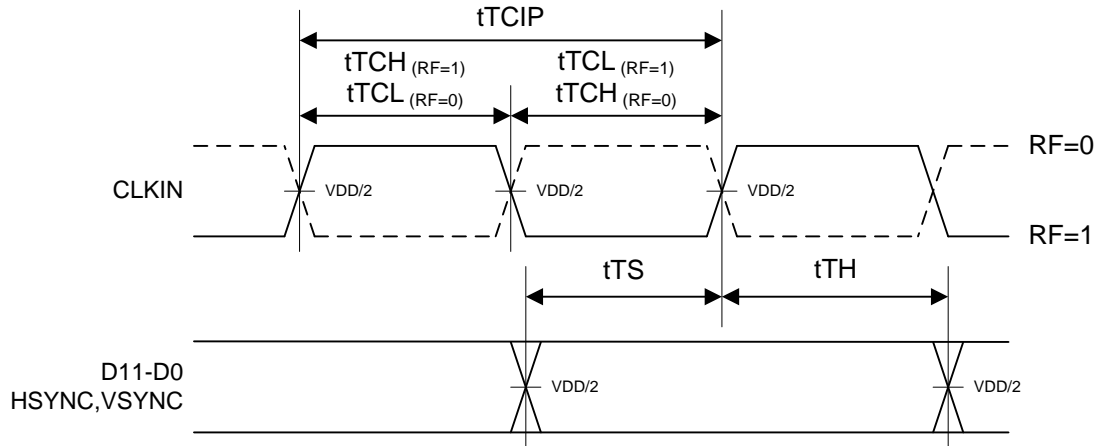 tTCIP
tTCH (RF=1)
tTCL (RF=1)
tTCL (RF=0)
tTCH (RF=0)
RF=0
CLKIN
VDD/2
VDD/2
VDD/2
RF=1
tTS
tTH
D11-D0
HSYNC,VSYNC
VDD/2
VDD/2